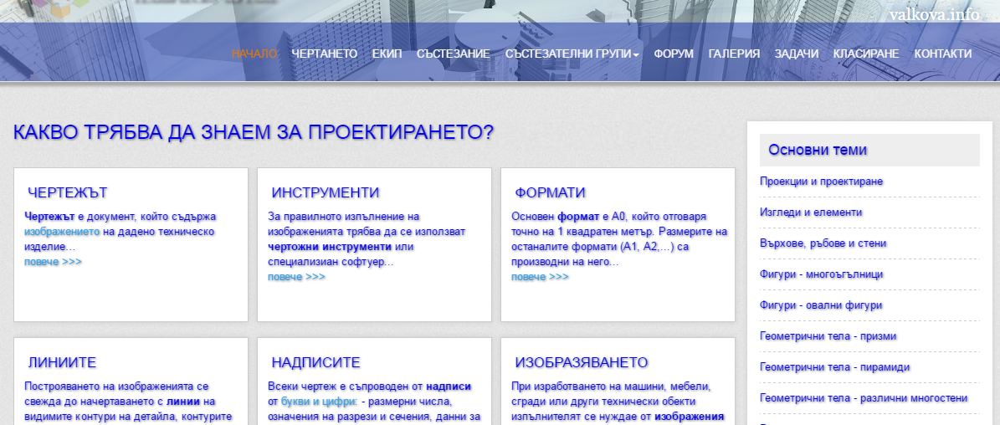 valkova.info
НАЧАЛО ЧЕРТАНЕТО ЕКИП СЪСТЕЗАНИЕ СЪСТЕЗАТЕЛНИ ГРУПИ ФОРУМ ГАЛЕРИЯ ЗАДАЧИ КЛАСИРАНЕ КОНТАКТИ
КАКВО ТРЯБВА ДА ЗНАЕМ ЗА ПРОЕКТИРАНЕТО?
ЧЕРТЕЖЪТ
Чертежът е документ, който съдържа
изображението на дадено техническо
изделие...
повече >>>
ИНСТРУМЕНТИ
За правилното изпълнение на
изображенията трябва да се използват
чертожни инструменти или
специализиан софтуер...
повече >>>
ФОРМАТИ
Основен формат е А0, който отговаря
точно на 1 квадратен метър. Размерите на
останалите формати (А1, А2,...) са
производни на него...
повече >>>
ЛИНИИТЕ
Построяването на изображенията се
свежда до начертаването с линии на
видимите контури на детайла, контурите
НАДПИСИТЕ
Всеки чертеж е съпроводен от надписи
от букви и цифри: - размерни числа,
означения на разрези и сечения, данни за
ИЗОБРАЗЯВАНЕТО
При изработването на машини, мебели,
сгради или други технически обекти
изпълнителят се нуждае от изображения
Основни теми
Проекции и проектиране
Изгледи и елементи
Върхове, ръбове и стени
Фигури - многоъгълници
Фигури - овални фигури
Геометрични тела - призми
Геометрични тела - пирамиди
Геометрични тела - различни многостени